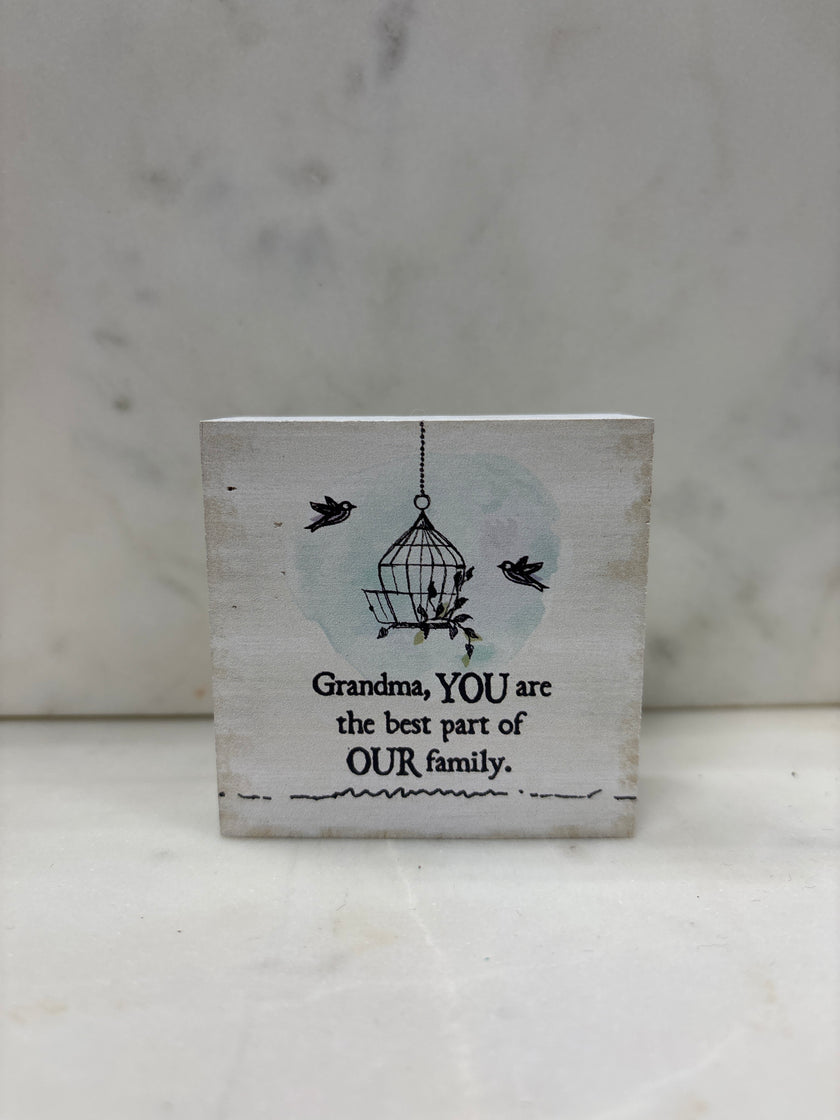 Grandma, YOU are
the best part of
OUR family.